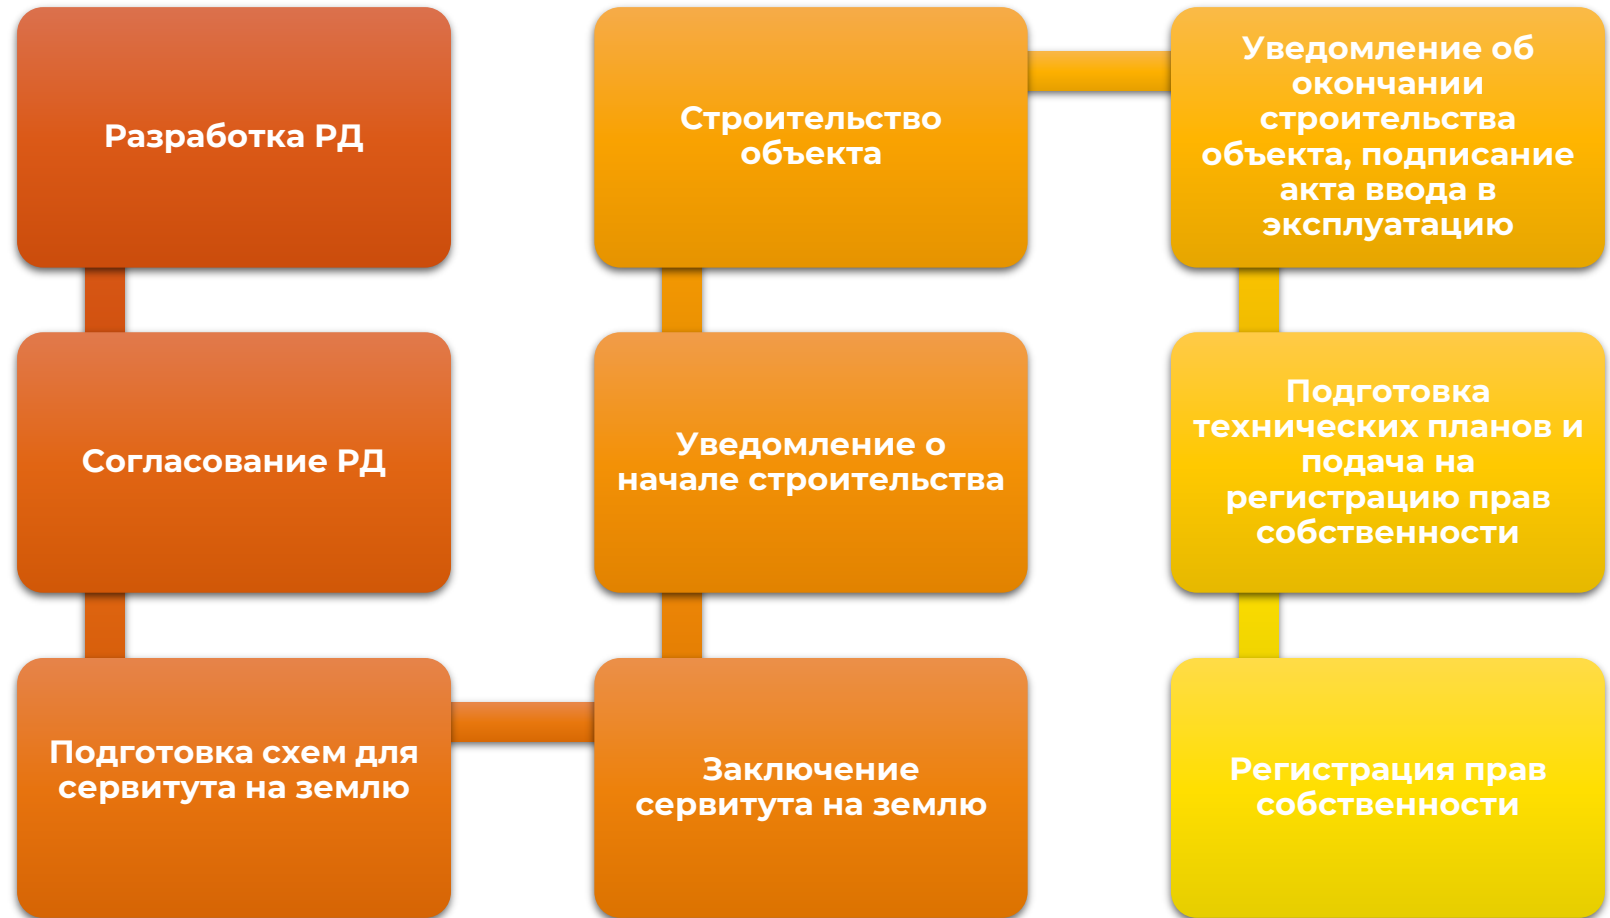 Разработка РД
Согласование РД
Подготовка схем для
сервитута на землю
Заключение
сервитута на землю
Уведомление о
начале строительства
Строительство
объекта
Уведомление об
окончании
строительства
объекта, подписание
акта ввода в
эксплуатацию
Подготовка
технических планов и
подача на
регистрацию прав
собственности
Регистрация прав
собственности